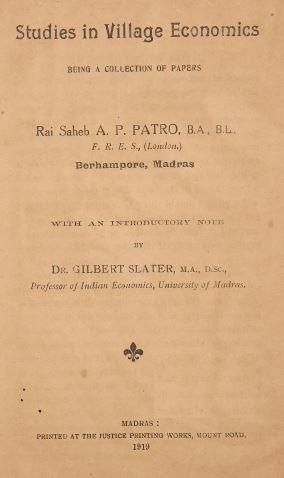 Studies in Village Economics
BEING A COLLECTION OF PAPERS
Rai Saheb A. P. PATRO, B.A., B.L.,
F. R. E. S., (London.)
Berhampore, Madras
WITH AN INTRODUCTORY NOTE
BY
DR. GILBERT SLATER, M.A., D.SC.,
Professor of Indian Economics, University of Madras.
MADRAS :
PRINTED AT THE JUSTICE PRINTING WORKS, MOUNT ROAD.
1919